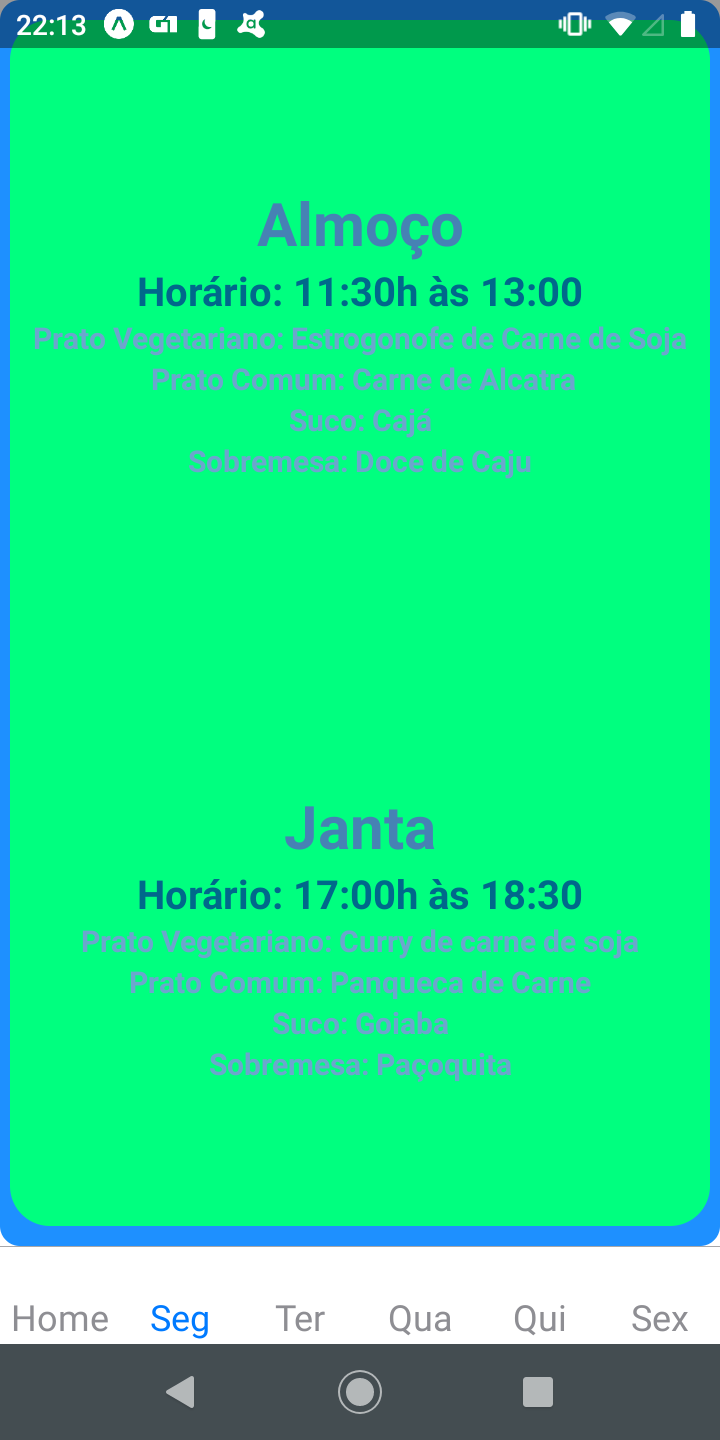 22:13
Almoço
Horário: 11:30h às 13:00
Prato Vegetariano: Estrogonofe de Carne de Soja
Prato Comum: Carne de Alcatra
Suco: Cajá
Sobremesa: Doce de Caju
Janta
Horário: 17:00h às 18:30
Prato Vegetariano: Curry de carne de soja
Prato Comum: Panqueca de Carne
Suco: Goiaba
Sobremesa: Paçoquita
Home Seg Ter Qua Qui Sex